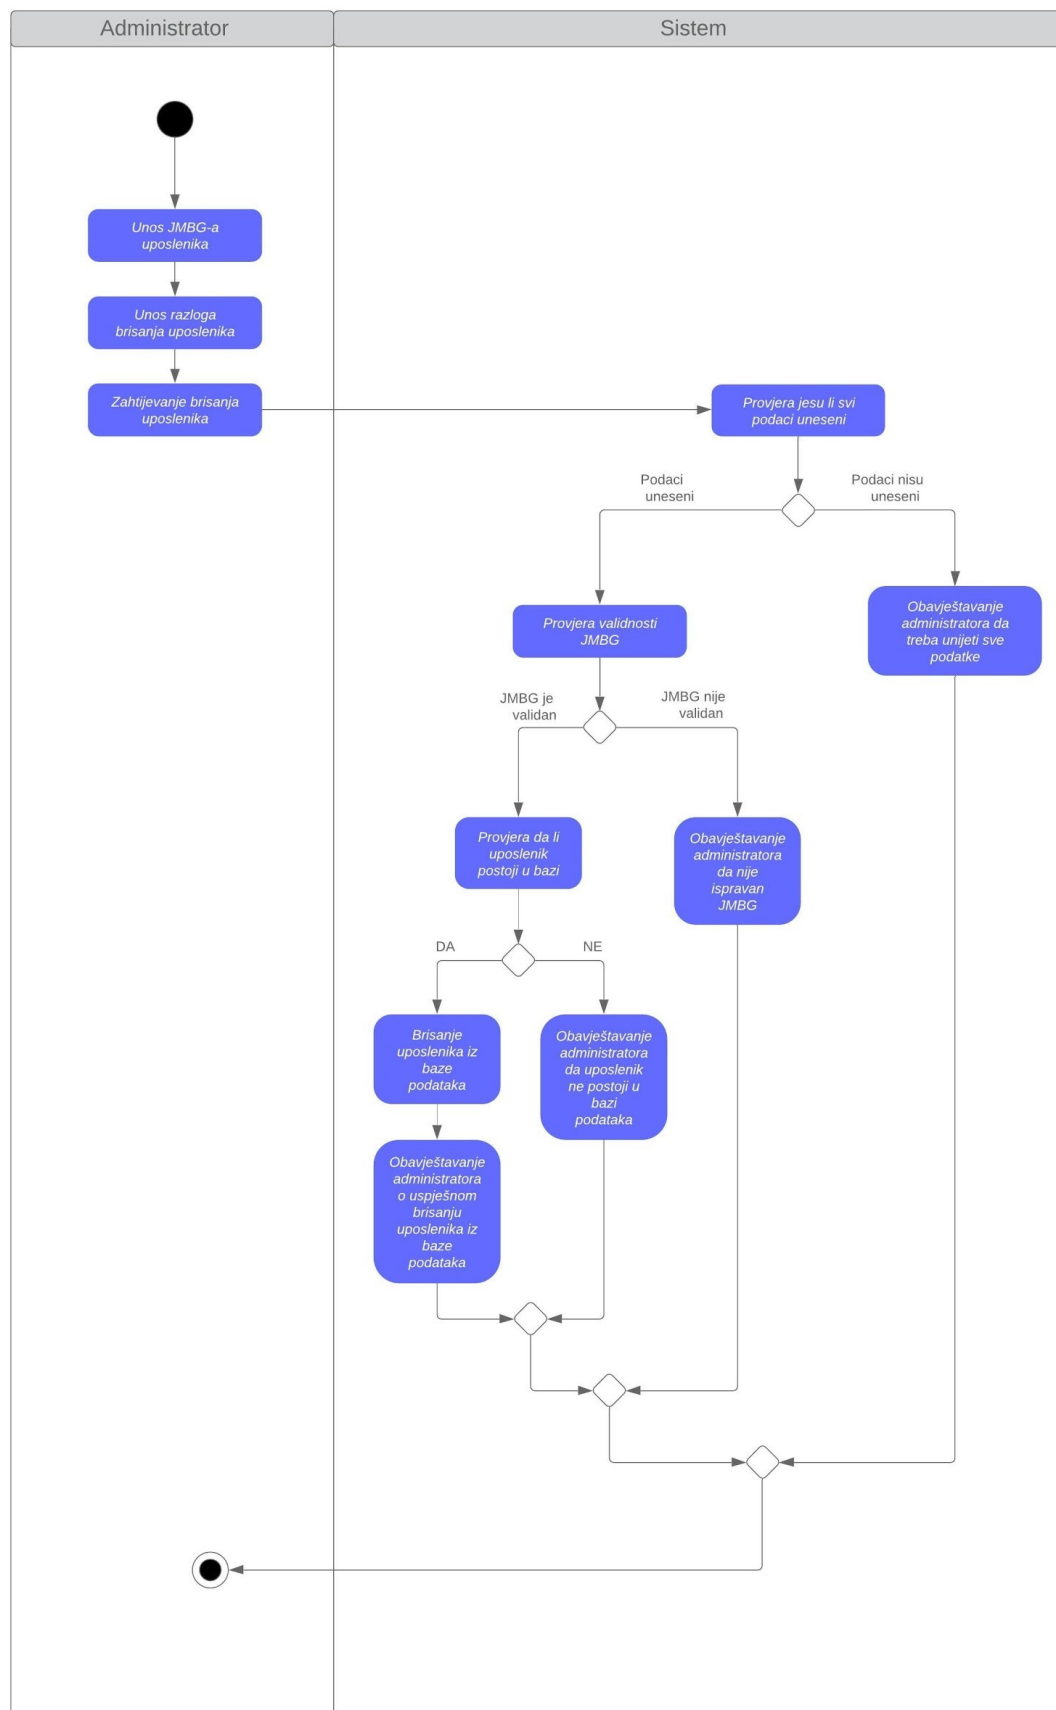 Administrator
Sistem
Unos JMBG-a
uposlenika
Unos razloga
brisanja uposlenika
Zahtijevanje brisanja
uposlenika
Provjera jesu li svi
podaci uneseni
Podaci
uneseni
Podaci nisu
uneseni
Provjera validnosti
JMBG
Obavještavanje
administratora da
treba unijeti sve
podatke
JMBG je
validan
JMBG nije
validan
Provjera da li
uposlenik
postoji u bazi
Obavještavanje
administratora
da nije
ispravan
JMBG
DA
NE
Brisanje
uposlenika iz
baze
podataka
Obavještavanje
administratora
da uposlenik
ne postoji u
bazi
podataka
Obavještavanje
administratora
o uspješnom
brisanju
uposlenika iz
baze
podataka